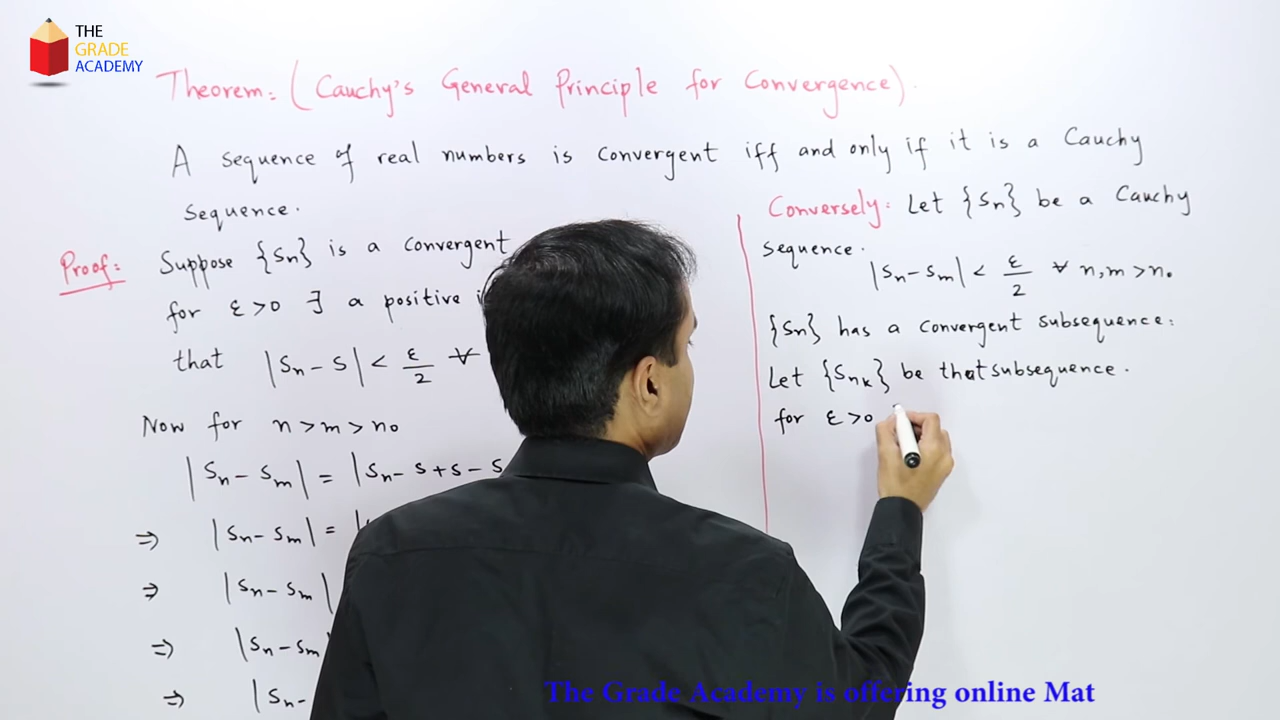 THE
GRADE
ACADEMY
Theorem: (Cauchy's General Principle for Convergence).
A sequence of real numbers is convergent iff and only if it is a Cauchy
sequence.
Proof: Suppose {Sn} is a convergent
for ε>0 ∃ a positive
that |Sn-S| < ε/2 ∀
Now for n>m>n₀
|Sn-Sm| = |Sn-S+S-S
⇒ |Sn-Sm| =
⇒ |Sn-Sm|
⇒ |Sn-Sm
⇒ |Sn-
Conversely: Let {Sn} be a Cauchy
sequence.
|Sn-Sm| < ε/2 ∀ n,m>n₀
{Sn} has a convergent subsequence:
Let {Snₖ} be that subsequence.
for ε>0
The Grade Academy is offering online Mat